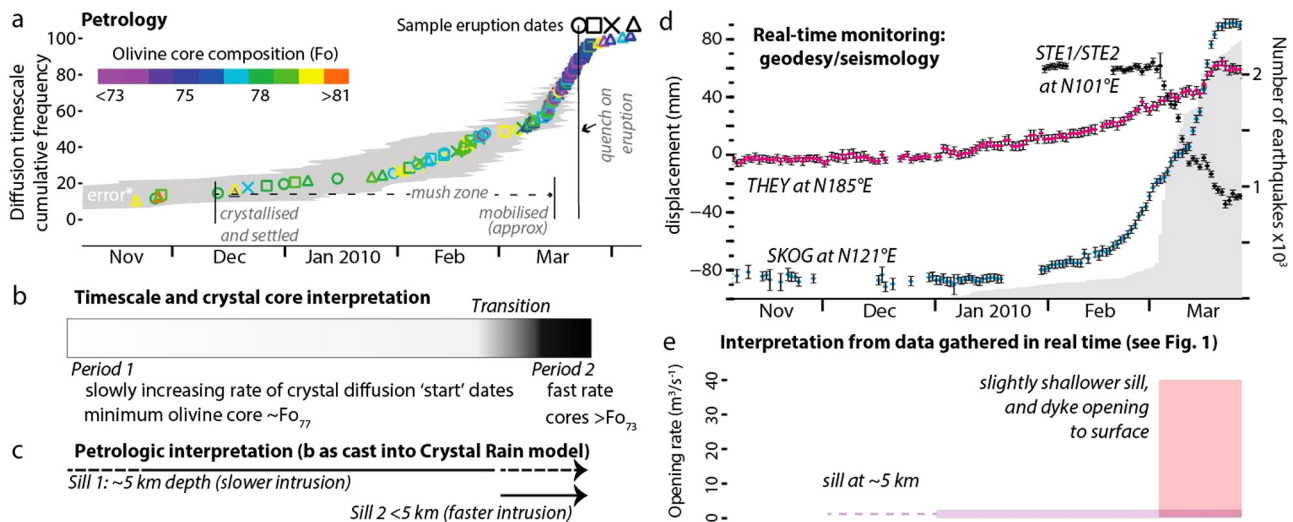 a
Petrology
Sample eruption dates
Olivine core composition (Fo)
<73 75 78 >81
Diffusion timescale
cumulative frequency
100
80
60
40
20
0
error*
mush zone
crystallised
and settled
mobilised
(approx)
quench on
eruption
Nov Dec Jan 2010 Feb Mar
b
Timescale and crystal core interpretation
Transition
Period 1
slowly increasing rate of crystal diffusion 'start' dates
minimum olivine core ~Fo77
Period 2
fast rate
cores >Fo73
c
Petrologic interpretation (b as cast into Crystal Rain model)
Sill 1: ~5 km depth (slower intrusion)
Sill 2 <5 km (faster intrusion)
d
Real-time monitoring:
geodesy/seismology
STE1/STE2
at N101°E
THEY at N185°E
SKOG at N121°E
displacement (mm)
80
40
0
−40
−80
Number of earthquakes x10³
2
1
Nov Dec Jan 2010 Feb Mar
e
Interpretation from data gathered in real time (see Fig. 1)
Opening rate (m³/s⁻¹)
40
30
20
10
0
slightly shallower sill,
and dyke opening
to surface
sill at ~5 km